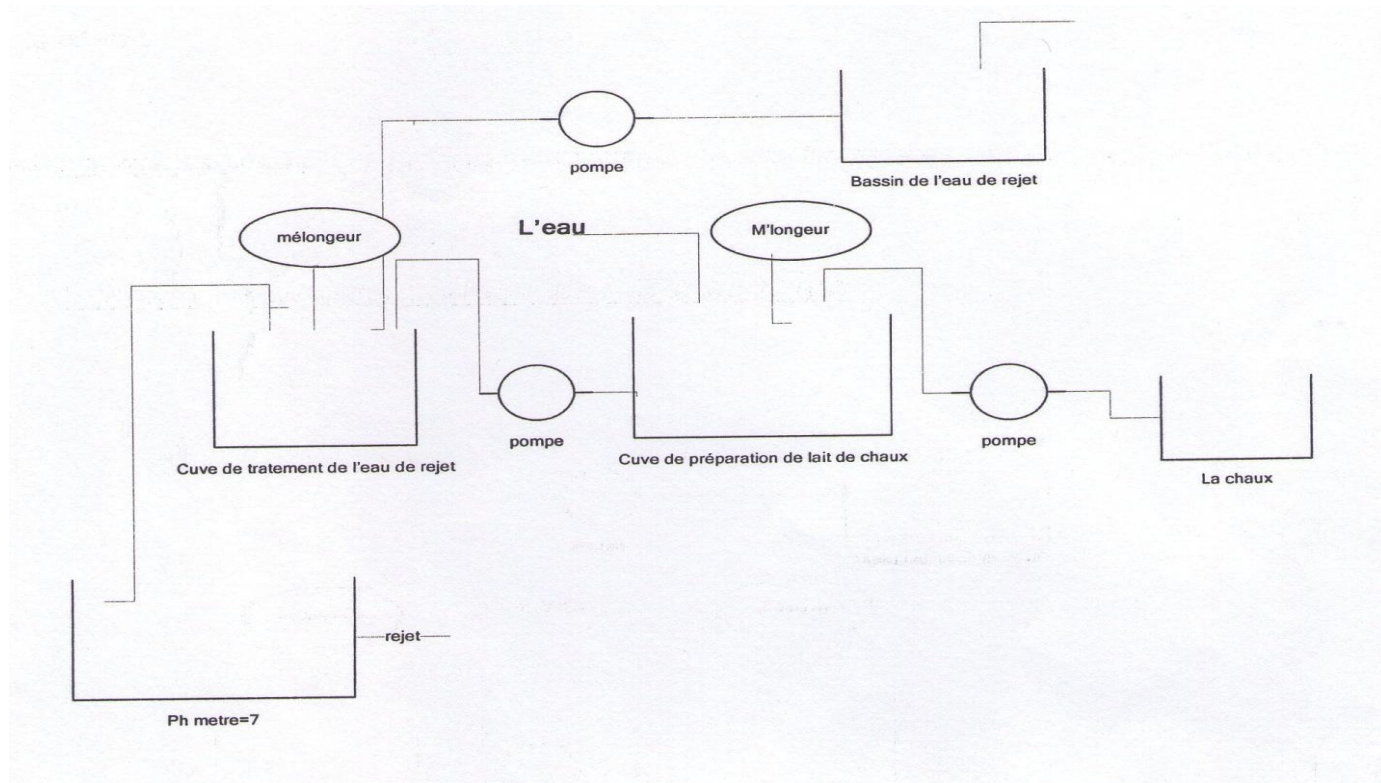 pompe
Bassin de l'eau de rejet
mélongeur
L'eau
M'longeur
pompe
pompe
Cuve de tratement de l'eau de rejet
Cuve de préparation de lait de chaux
La chaux
rejet
Ph metre=7